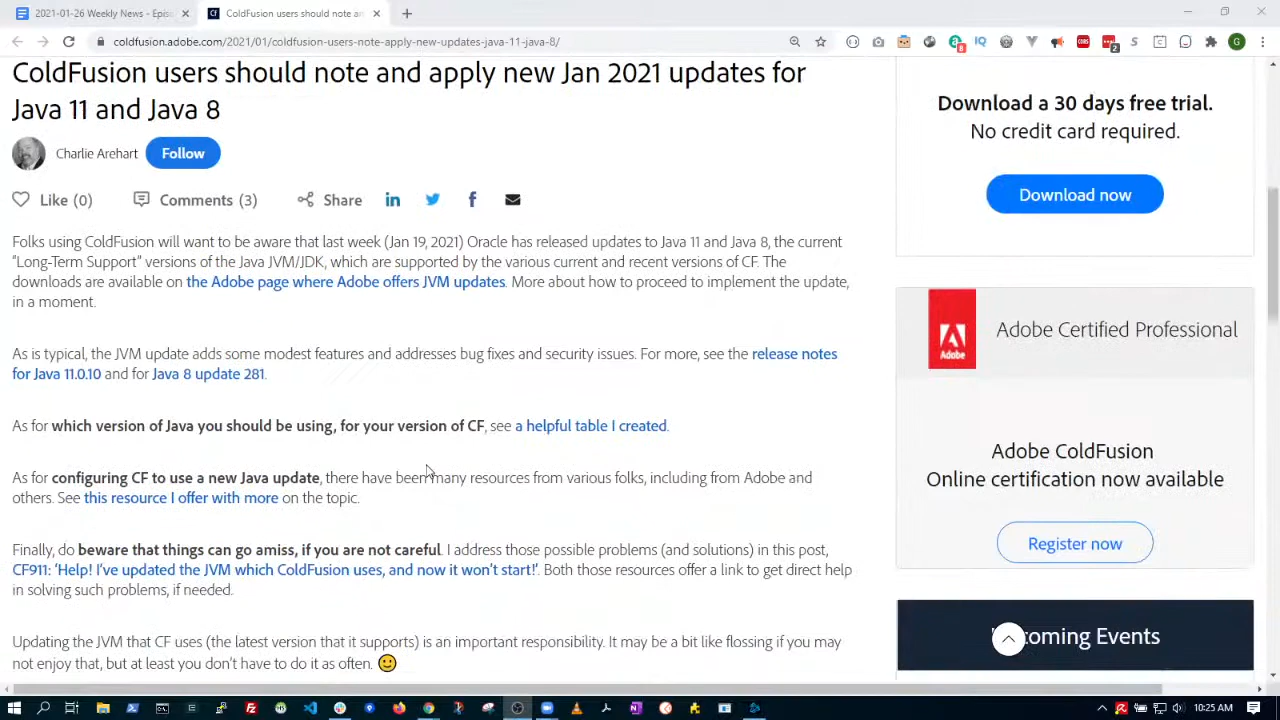 2021-01-26 Weekly News - Episo
ColdFusion users should note an
coldfusion.adobe.com/2021/01/coldfusion-users-note-apply-new-updates-java-11-java-8/
ColdFusion users should note and apply new Jan 2021 updates for
Java 11 and Java 8
Charlie Arehart
Follow
Like (0)
Comments (3)
Share
Folks using ColdFusion will want to be aware that last week (Jan 19, 2021) Oracle has released updates to Java 11 and Java 8, the current
"Long-Term Support" versions of the Java JVM/JDK, which are supported by the various current and recent versions of CF. The
downloads are available on the Adobe page where Adobe offers JVM updates. More about how to proceed to implement the update,
in a moment.
As is typical, the JVM update adds some modest features and addresses bug fixes and security issues. For more, see the release notes
for Java 11.0.10 and for Java 8 update 281.
As for which version of Java you should be using, for your version of CF, see a helpful table I created.
As for configuring CF to use a new Java update, there have been many resources from various folks, including from Adobe and
others. See this resource I offer with more on the topic.
Finally, do beware that things can go amiss, if you are not careful. I address those possible problems (and solutions) in this post,
CF911: 'Help! I've updated the JVM which ColdFusion uses, and now it won't start!'. Both those resources offer a link to get direct help
in solving such problems, if needed.
Updating the JVM that CF uses (the latest version that it supports) is an important responsibility. It may be a bit like flossing if you may
not enjoy that, but at least you don't have to do it as often.
Download a 30 days free trial.
No credit card required.
Download now
Adobe
Adobe Certified Professional
Adobe ColdFusion
Online certification now available
Register now
coming Events
10:25 AM